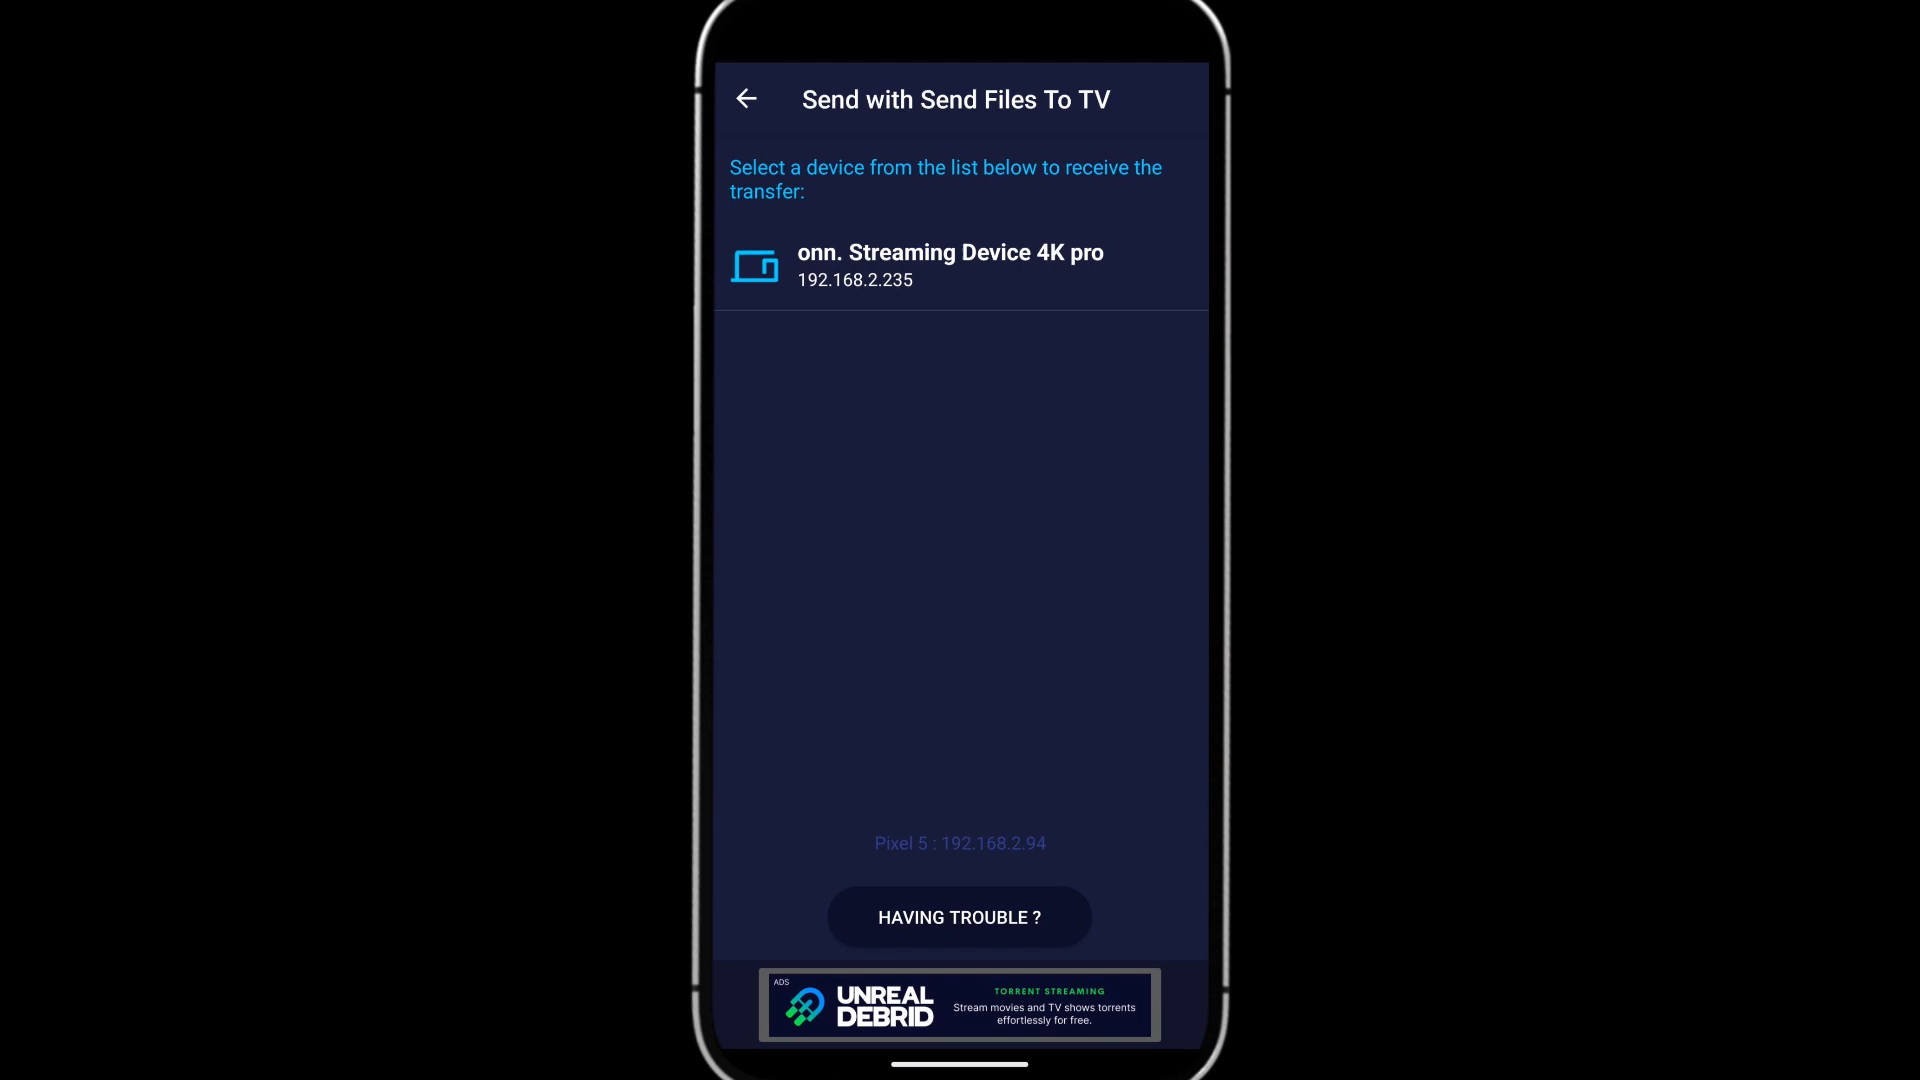 Send with Send Files To TV
Select a device from the list below to receive the
transfer:
onn. Streaming Device 4K pro
192.168.2.235
Pixel 5 : 192.168.2.94
HAVING TROUBLE ?
ADS
UNREAL
DEBRID
TORRENT STREAMING
Stream movies and TV shows torrents
effortlessly for free.